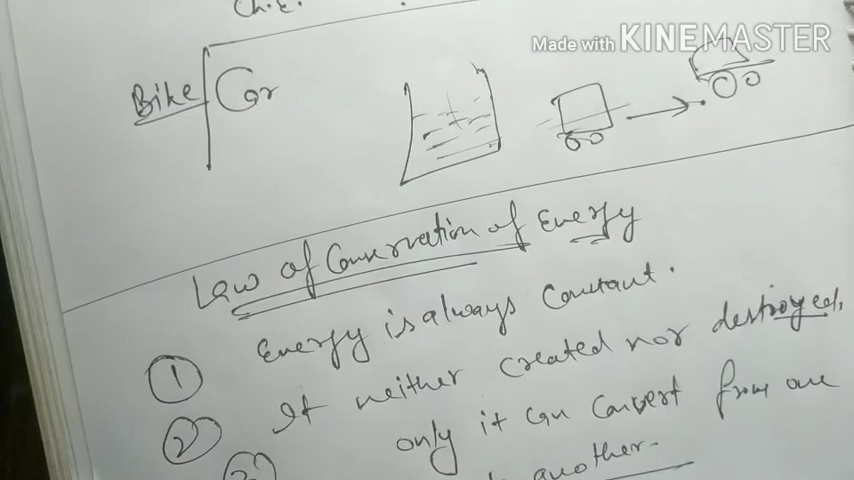 Made with KINEMASTER
Bike Car
Law of Conservation of Energy
① Energy is always Constant.
② It neither created nor destroyed,
only it can convert from one
another.